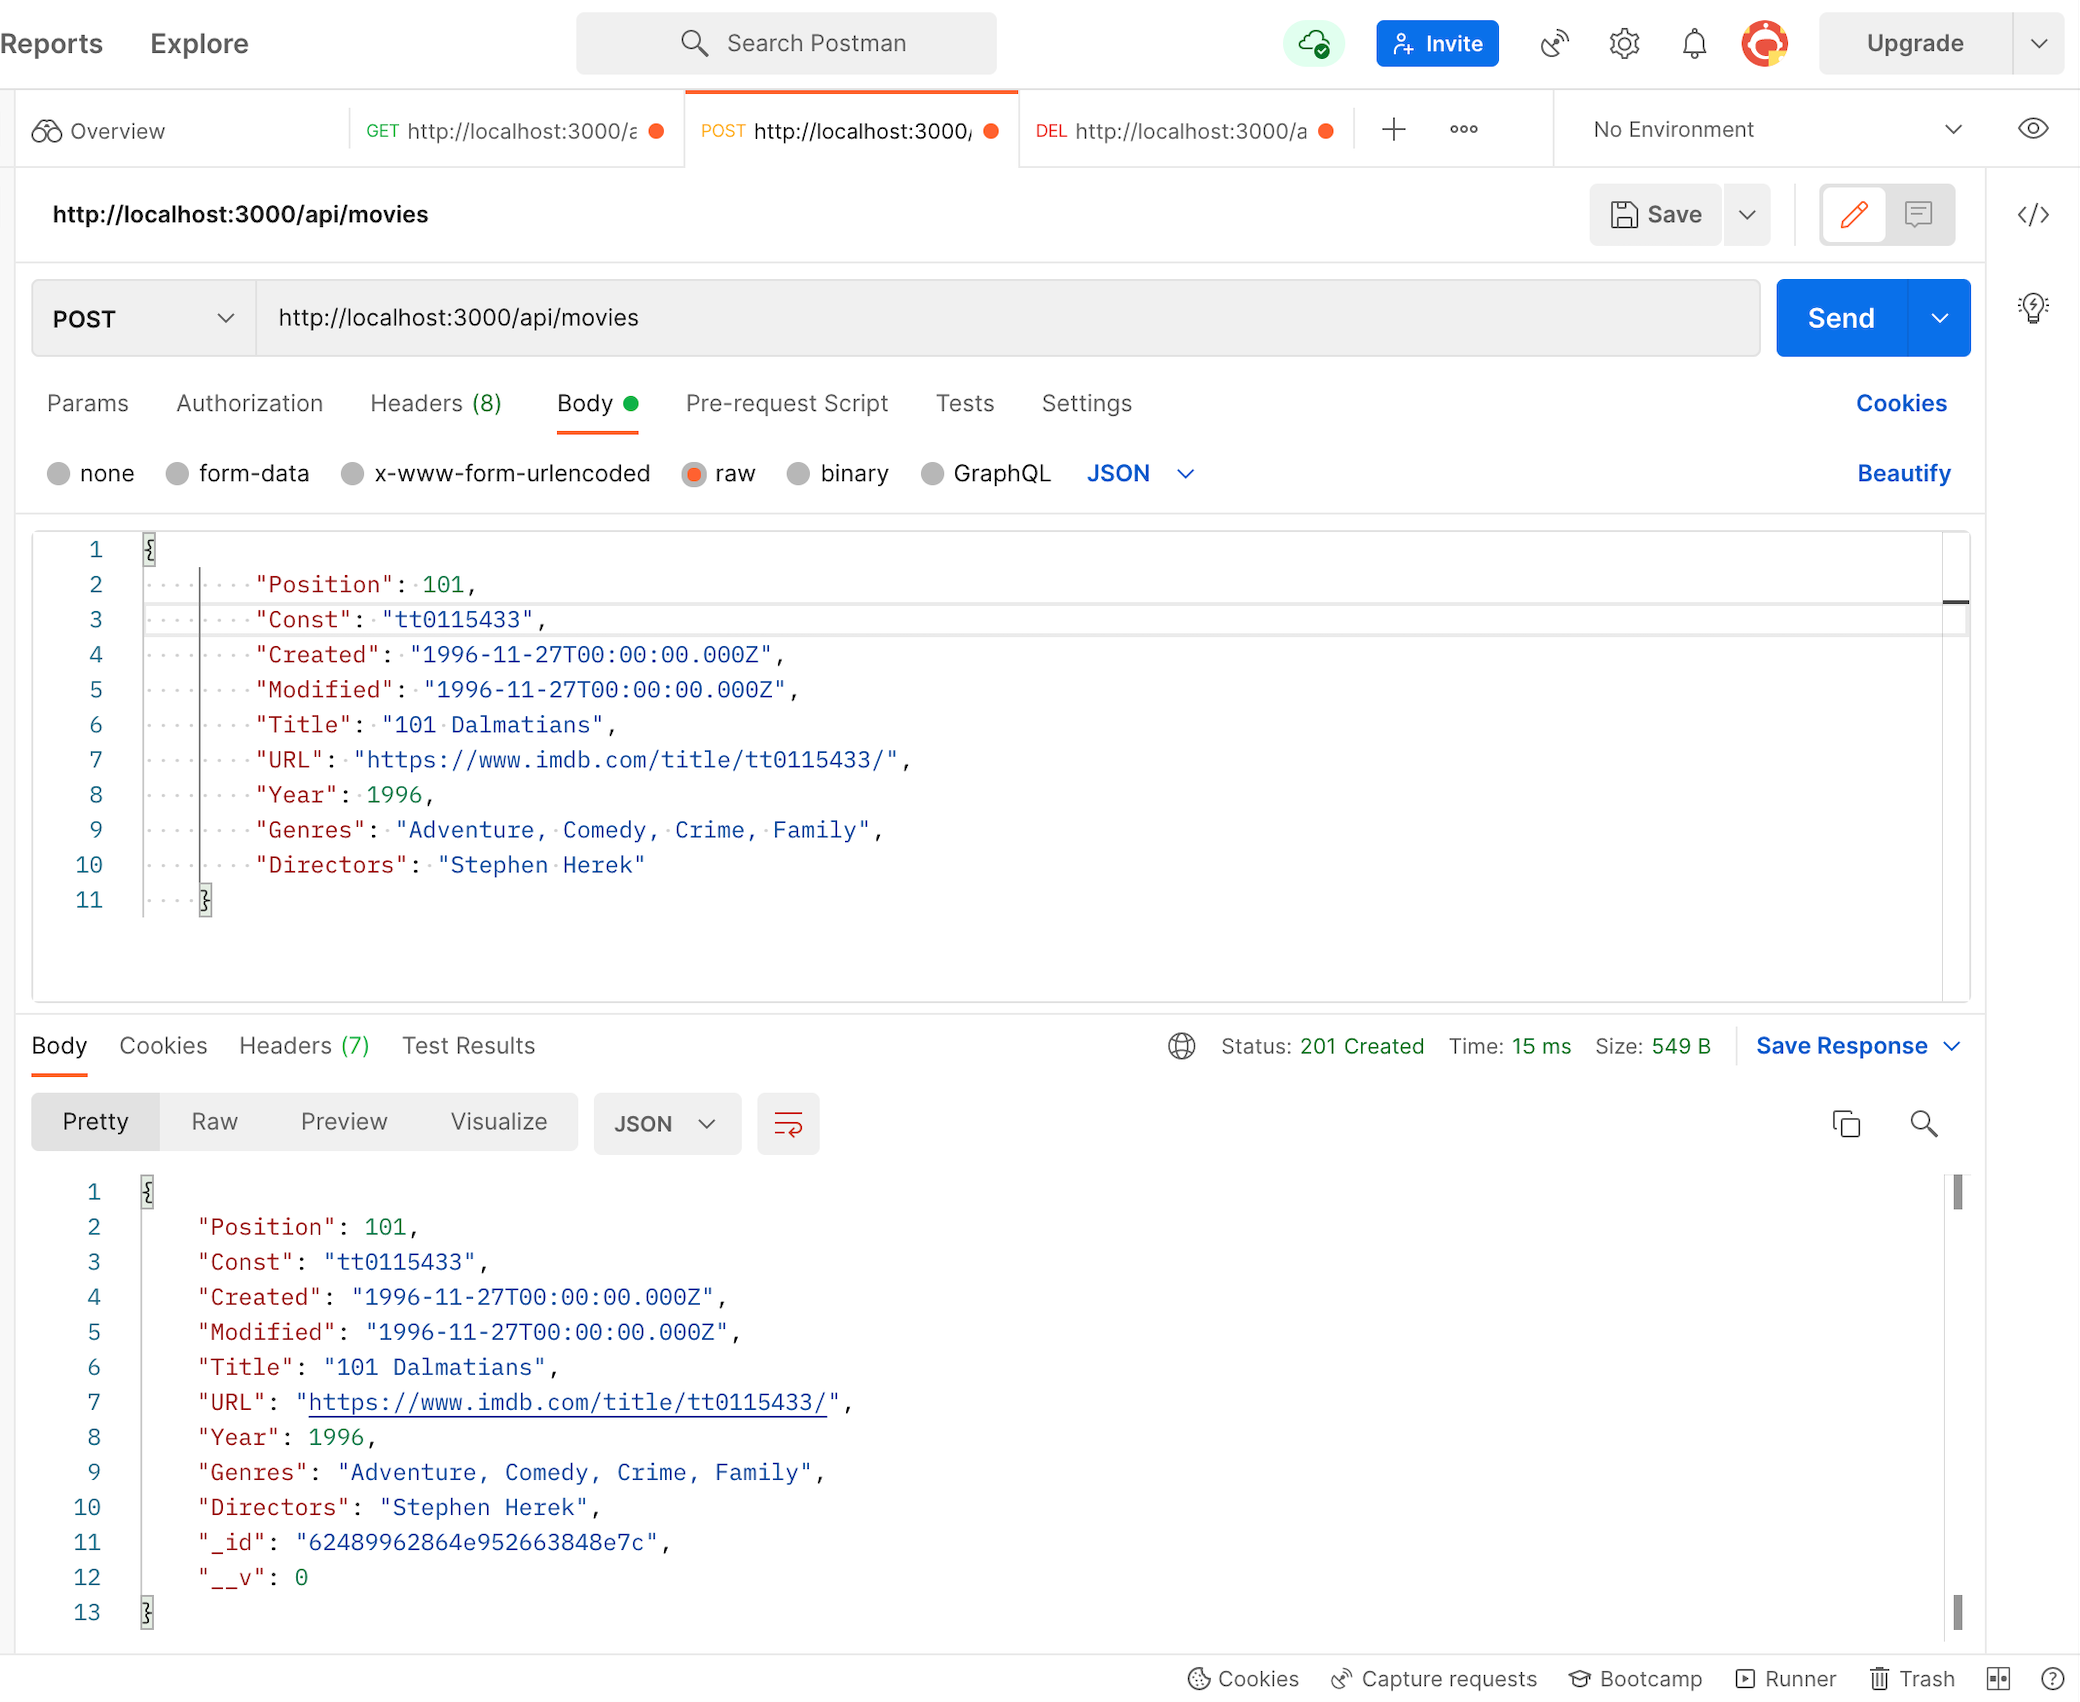 Reports Explore Search Postman Invite Upgrade
Overview GET http://localhost:3000/a POST http://localhost:3000/ DEL http://localhost:3000/a No Environment
http://localhost:3000/api/movies Save
POST http://localhost:3000/api/movies Send
Params Authorization Headers (8) Body Pre-request Script Tests Settings Cookies
none form-data x-www-form-urlencoded raw binary GraphQL JSON Beautify
1 {
2 "Position": 101,
3 "Const": "tt0115433",
4 "Created": "1996-11-27T00:00:00.000Z",
5 "Modified": "1996-11-27T00:00:00.000Z",
6 "Title": "101 Dalmatians",
7 "URL": "https://www.imdb.com/title/tt0115433/",
8 "Year": 1996,
9 "Genres": "Adventure, Comedy, Crime, Family",
10 "Directors": "Stephen Herek"
11 }
Body Cookies Headers (7) Test Results Status: 201 Created Time: 15 ms Size: 549 B Save Response
Pretty Raw Preview Visualize JSON
1 {
2 "Position": 101,
3 "Const": "tt0115433",
4 "Created": "1996-11-27T00:00:00.000Z",
5 "Modified": "1996-11-27T00:00:00.000Z",
6 "Title": "101 Dalmatians",
7 "URL": "https://www.imdb.com/title/tt0115433/",
8 "Year": 1996,
9 "Genres": "Adventure, Comedy, Crime, Family",
10 "Directors": "Stephen Herek",
11 "_id": "62489962864e952663848e7c",
12 "__v": 0
13 }
Cookies Capture requests Bootcamp Runner Trash